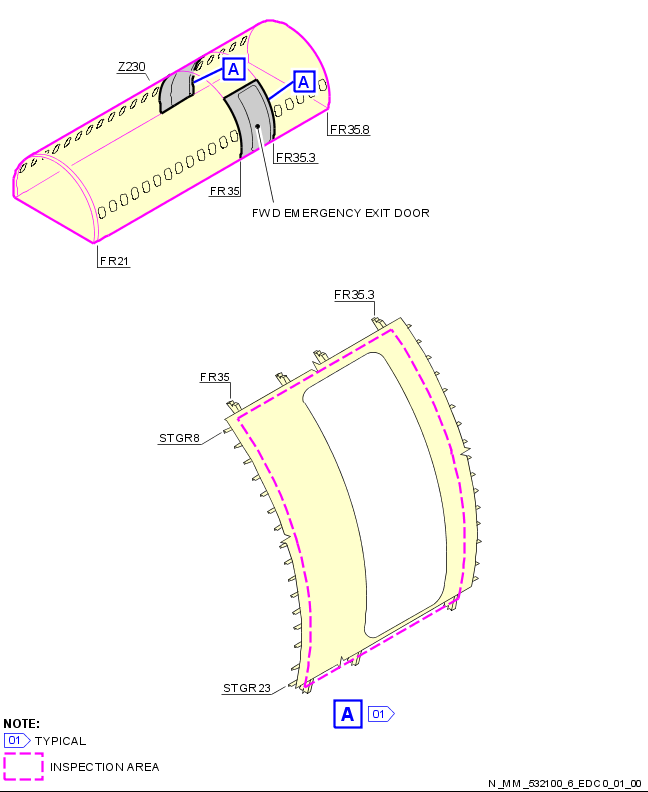 Z230
A
A
FR35.8
FR35.3
FR35
FWD EMERGENCY EXIT DOOR
FR21
FR35.3
FR35
STGR8
STGR23
A 01
NOTE:
01 TYPICAL
INSPECTION AREA
N_MM_532100_6_EDC0_01_00